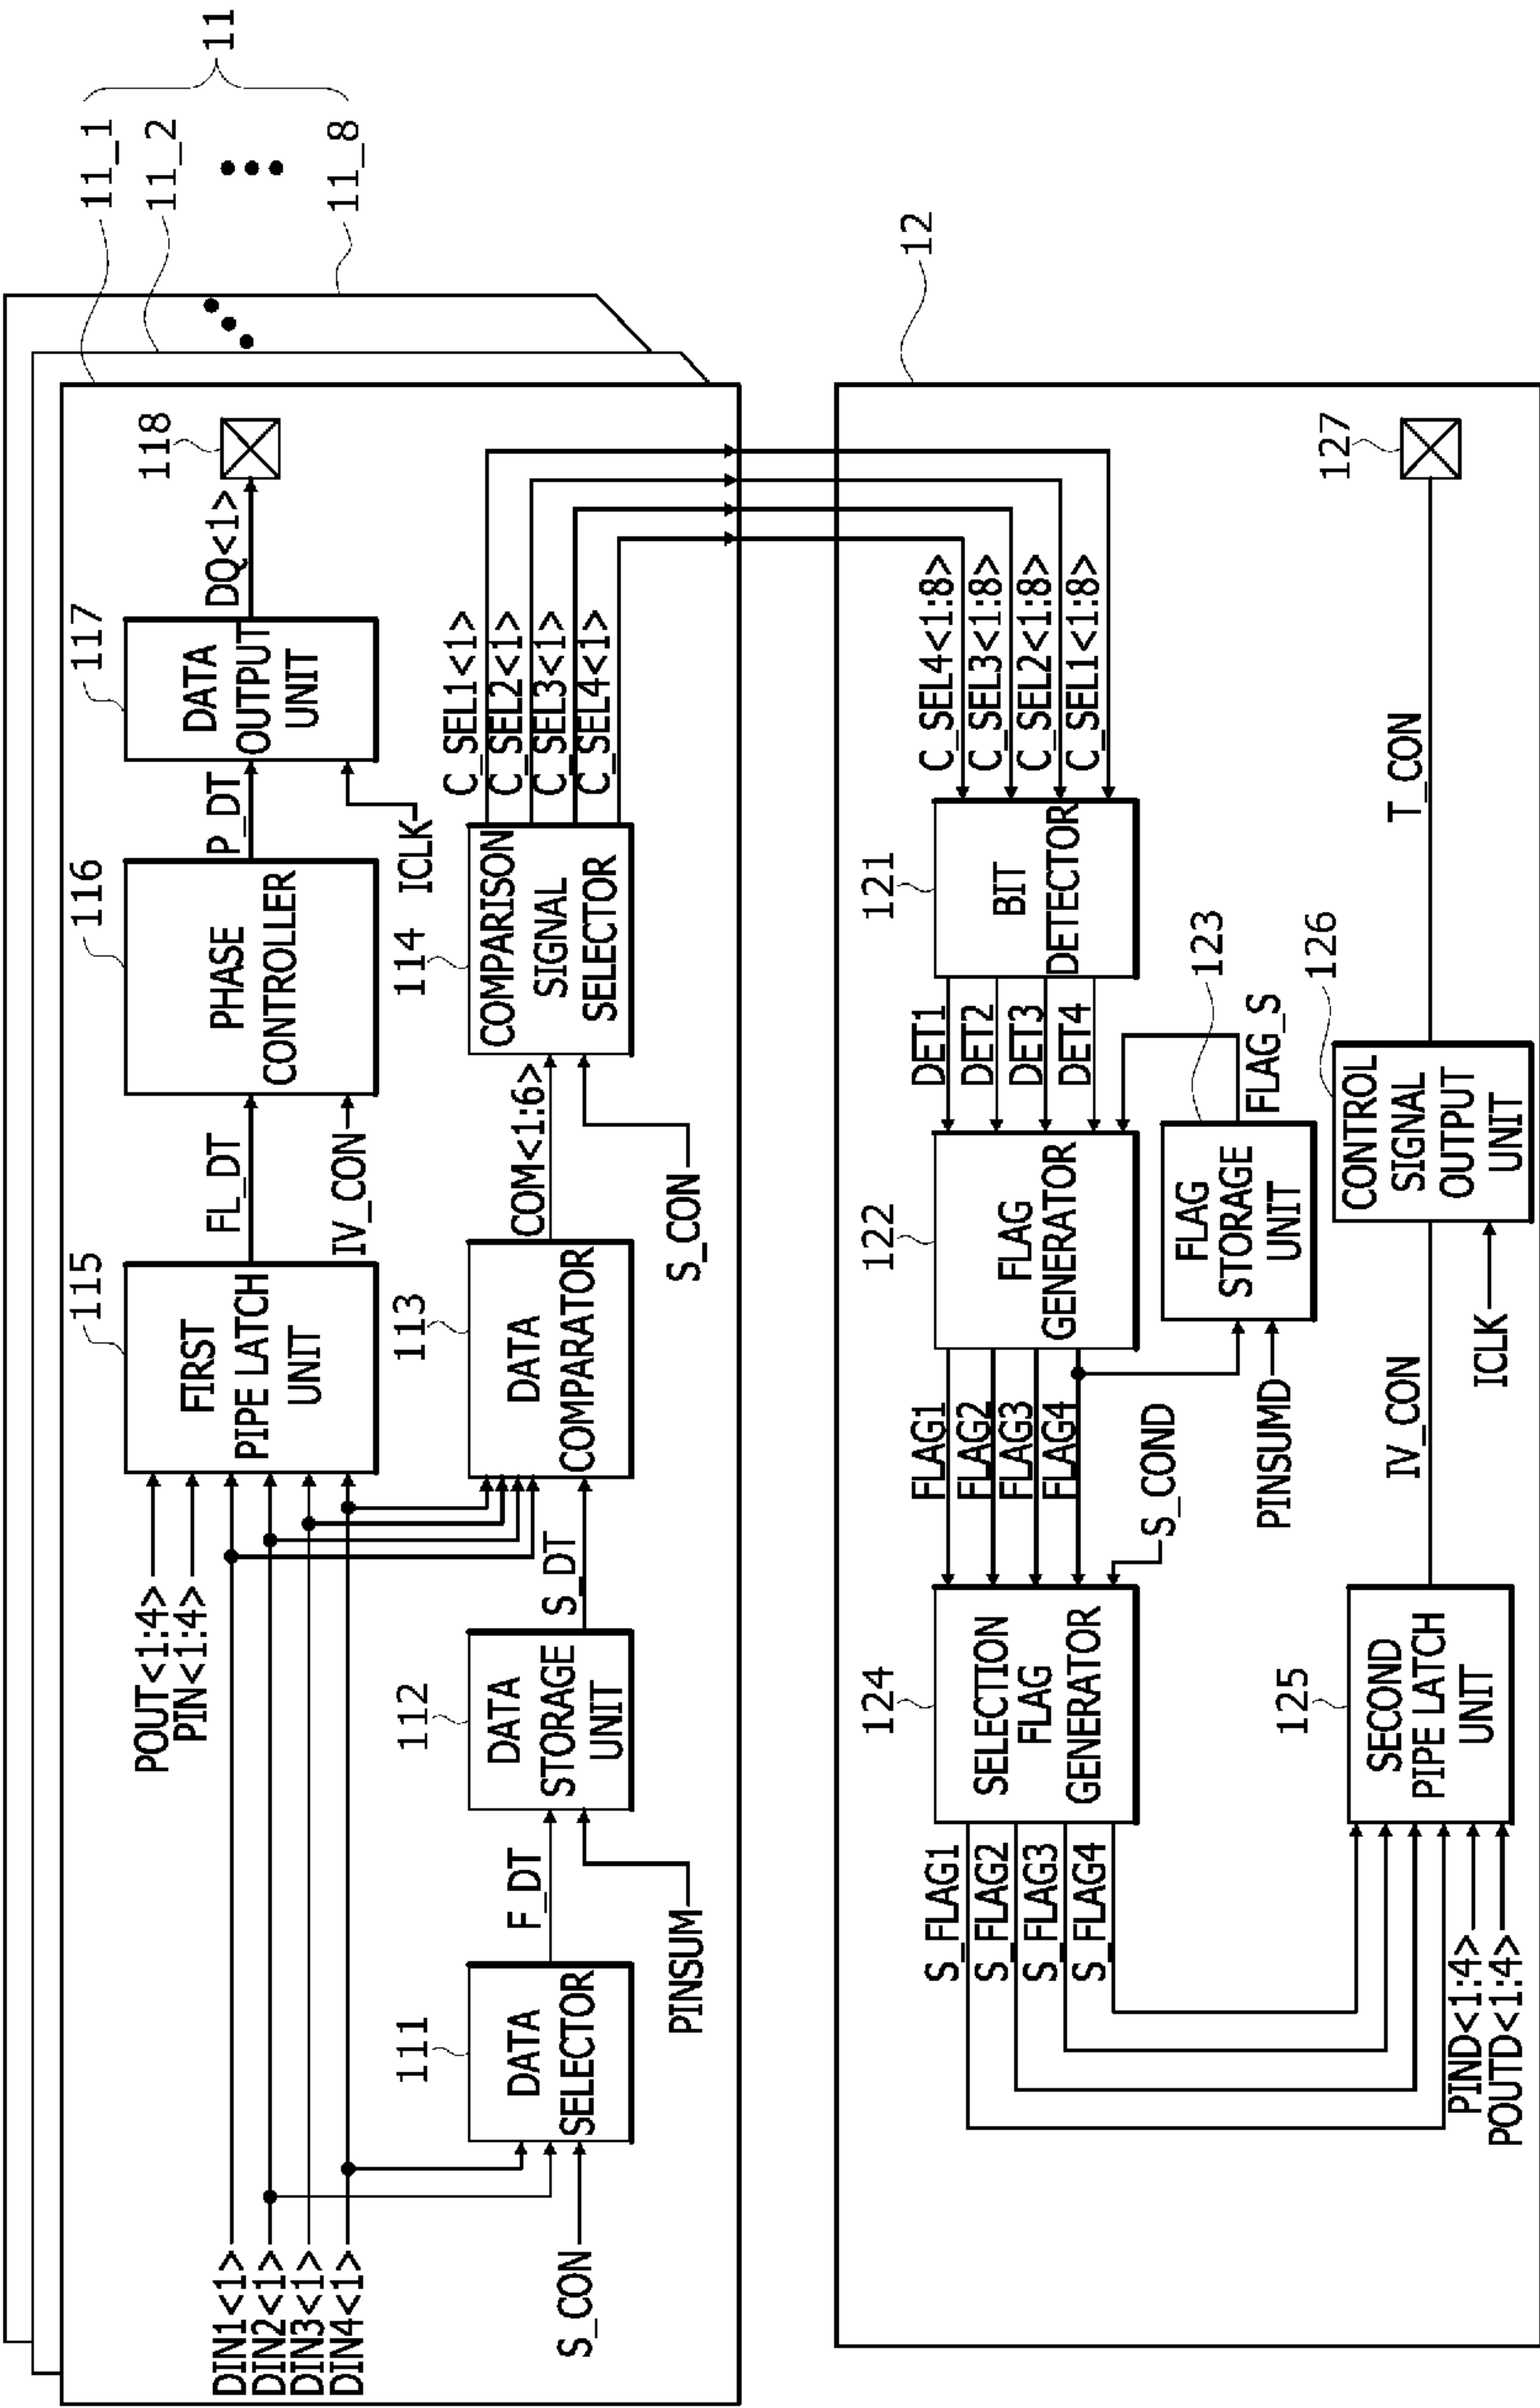 11
11_1
11_2
11_8
POUT<1:4>
PIN<1:4>
DIN1<1>
DIN2<1>
DIN3<1>
DIN4<1>
115
FIRST
PIPE LATCH
UNIT
FL_DT
IV_CON
116
PHASE
CONTROLLER
P_DT
ICLK
117
DATA
OUTPUT
UNIT
DQ<1>
118
S_CON
111
DATA
SELECTOR
F_DT
PINSUM
112
DATA
STORAGE
UNIT
S_DT
113
DATA
COMPARATOR
COM<1:6>
S_CON
114
COMPARISON
SIGNAL
SELECTOR
C_SEL1<1>
C_SEL2<1>
C_SEL3<1>
C_SEL4<1>
12
S_FLAG1
S_FLAG2
S_FLAG3
S_FLAG4
124
SELECTION
FLAG
GENERATOR
S_COND
FLAG1
FLAG2
FLAG3
FLAG4
122
FLAG
GENERATOR
DET1
DET2
DET3
DET4
121
BIT
DETECTOR
C_SEL4<1:8>
C_SEL3<1:8>
C_SEL2<1:8>
C_SEL1<1:8>
PINSUMD
123
FLAG
STORAGE
UNIT
FLAG_S
PIND<1:4>
POUTD<1:4>
125
SECOND
PIPE LATCH
UNIT
IV_CON
ICLK
126
CONTROL
SIGNAL
OUTPUT
UNIT
T_CON
127